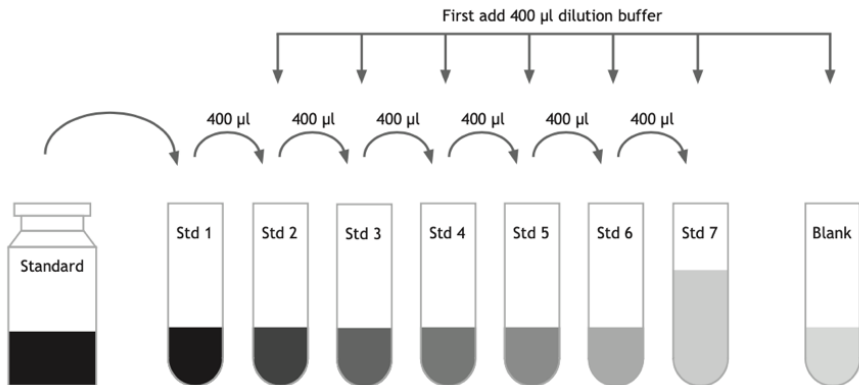 First add 400 µl dilution buffer
400 µl
400 µl
400 µl
400 µl
400 µl
400 µl
Standard
Std 1
Std 2
Std 3
Std 4
Std 5
Std 6
Std 7
Blank